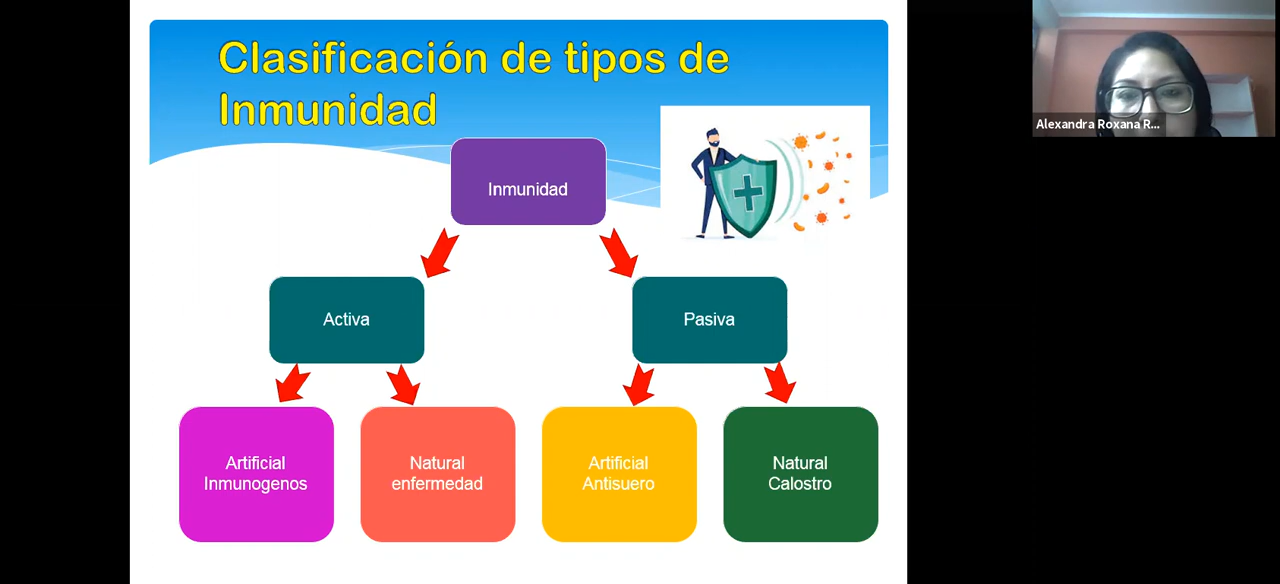 Clasificación de tipos de
Inmunidad
Inmunidad
Activa
Pasiva
Artificial
Inmunogenos
Natural
enfermedad
Artificial
Antisuero
Natural
Calostro
Alexandra Roxana R...